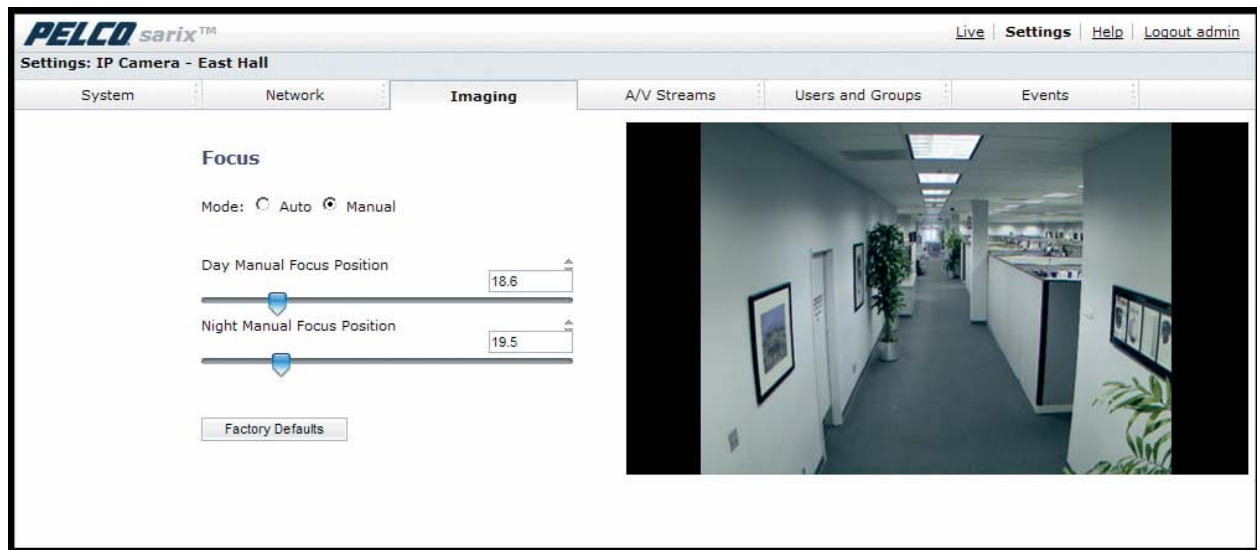 PELCO sarix™
Live | Settings | Help | Logout admin
Settings: IP Camera - East Hall
System Network Imaging A/V Streams Users and Groups Events
Focus
Mode: Auto Manual
Day Manual Focus Position
18.6
Night Manual Focus Position
19.5
Factory Defaults